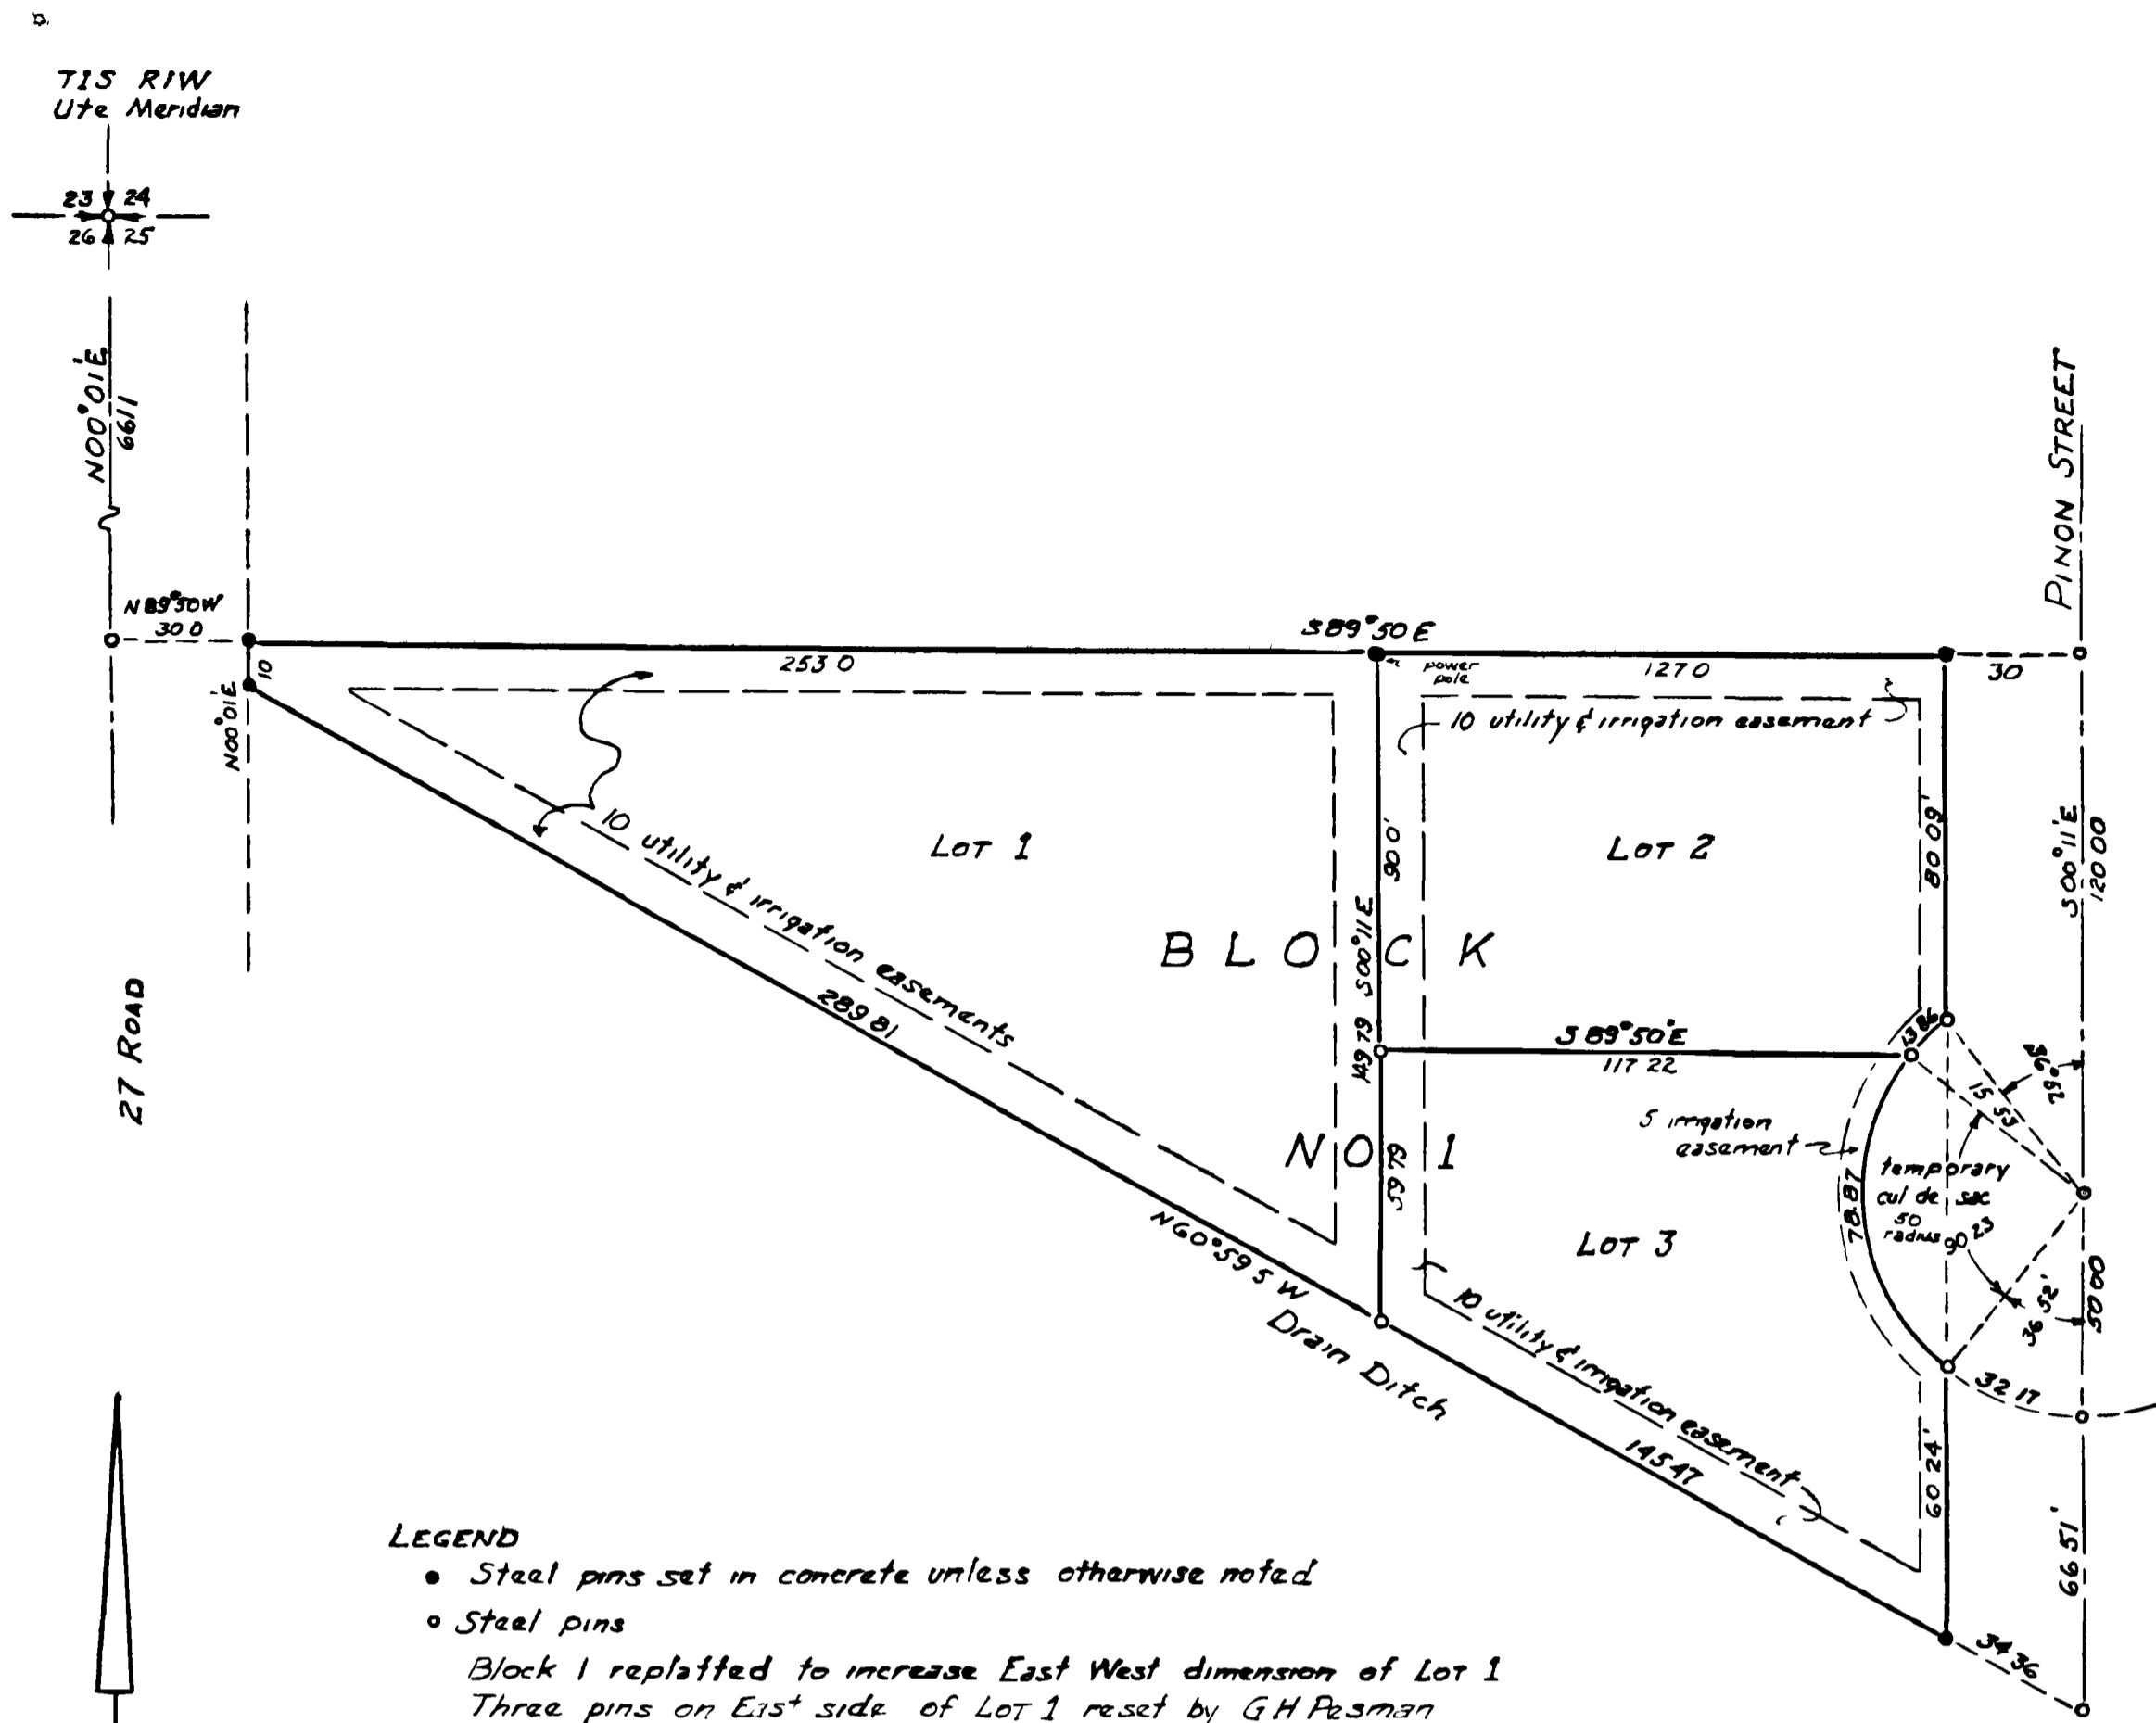 T1S R1W
Ute Meridian
23 24
26 25
N00°01'E
661 1
N89°50W
30 0
10
N00°01'E
27 ROAD
S89°50 E
253 0
127 0
30
power
pole
PINON STREET
10 utility & irrigation easement
LOT 1
LOT 2
90 0'
80 09'
S00°11'E
120 00
10 utility & irrigation easements
289 81
BLOCK
S00°11'E
149 79
S89°50'E
117 22
13 86
15 53
5 irrigation
easement
temporary
cul de sac
50
radius
90 23
78.87
NO 1
59 79
LOT 3
N60°59 5 W
Drain Ditch
36 52'
50 00
32 17
10 utility & irrigation easement
145 47
60 24'
66 51'
34 36
LEGEND
Steel pins set in concrete unless otherwise noted
Steel pins
Block 1 replatted to increase East West dimension of Lot 1
Three pins on East side of Lot 1 reset by G H Pesman